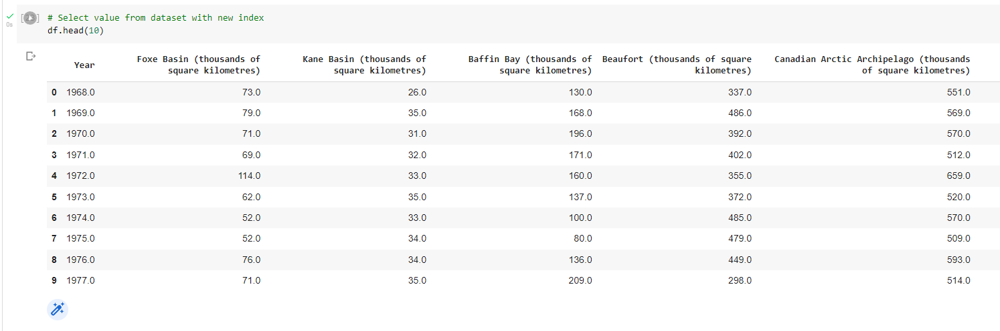 # Select value from dataset with new index
0s
df.head(10)
Year Foxe Basin (thousands of square kilometres) Kane Basin (thousands of square kilometres) Baffin Bay (thousands of square kilometres) Beaufort (thousands of square kilometres) Canadian Arctic Archipelago (thousands of square kilometres)
0 1968.0 73.0 26.0 130.0 337.0 551.0
1 1969.0 79.0 35.0 168.0 486.0 569.0
2 1970.0 71.0 31.0 196.0 392.0 570.0
3 1971.0 69.0 32.0 171.0 402.0 512.0
4 1972.0 114.0 33.0 160.0 355.0 659.0
5 1973.0 62.0 35.0 137.0 372.0 520.0
6 1974.0 52.0 33.0 100.0 485.0 570.0
7 1975.0 52.0 34.0 80.0 479.0 509.0
8 1976.0 76.0 34.0 136.0 449.0 593.0
9 1977.0 71.0 35.0 209.0 298.0 514.0